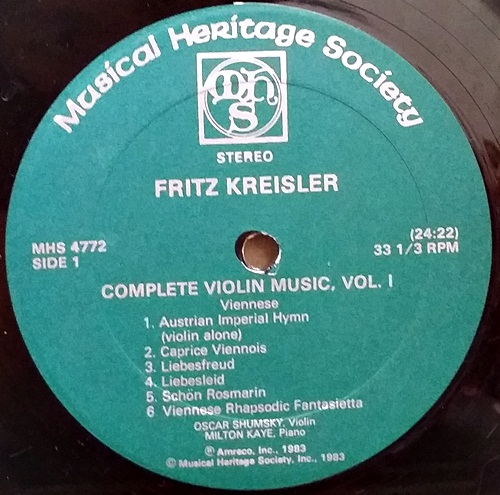 Musical Heritage Society
mhs
STEREO
FRITZ KREISLER
MHS 4772
SIDE 1
(24:22)
33 1/3 RPM
COMPLETE VIOLIN MUSIC, VOL. I
Viennese
1. Austrian Imperial Hymn
(violin alone)
2. Caprice Viennois
3. Liebesfreud
4. Liebesleid
5. Schön Rosmarin
6 Viennese Rhapsodic Fantasietta
OSCAR SHUMSKY, Violin
MILTON KAYE, Piano
℗ Amreco, Inc., 1983
© Musical Heritage Society, Inc., 1983